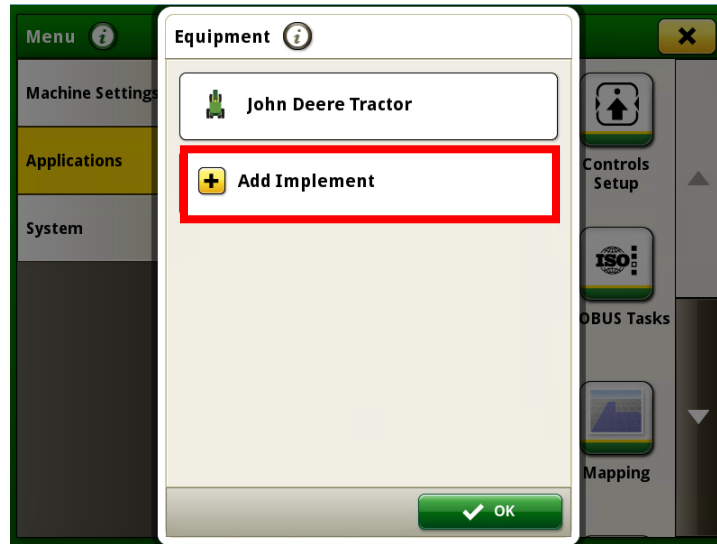 Menu
Equipment
Machine Settings
John Deere Tractor
Applications
Add Implement
Controls
Setup
System
ISO
OBUS Tasks
Mapping
OK